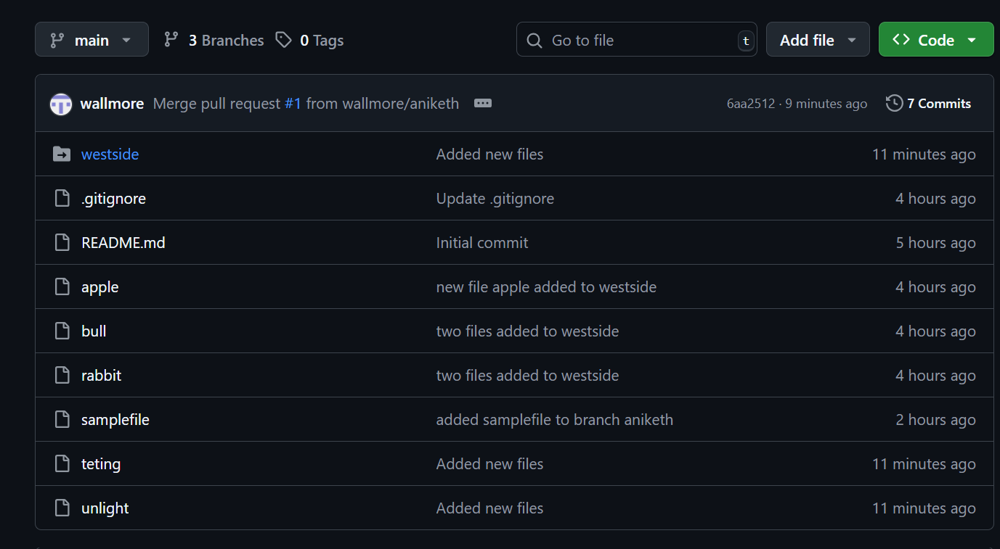 main 3 Branches 0 Tags Go to file t Add file Code
wallmore Merge pull request #1 from wallmore/aniketh 6aa2512 · 9 minutes ago 7 Commits
westside Added new files 11 minutes ago
.gitignore Update .gitignore 4 hours ago
README.md Initial commit 5 hours ago
apple new file apple added to westside 4 hours ago
bull two files added to westside 4 hours ago
rabbit two files added to westside 4 hours ago
samplefile added samplefile to branch aniketh 2 hours ago
teting Added new files 11 minutes ago
unlight Added new files 11 minutes ago